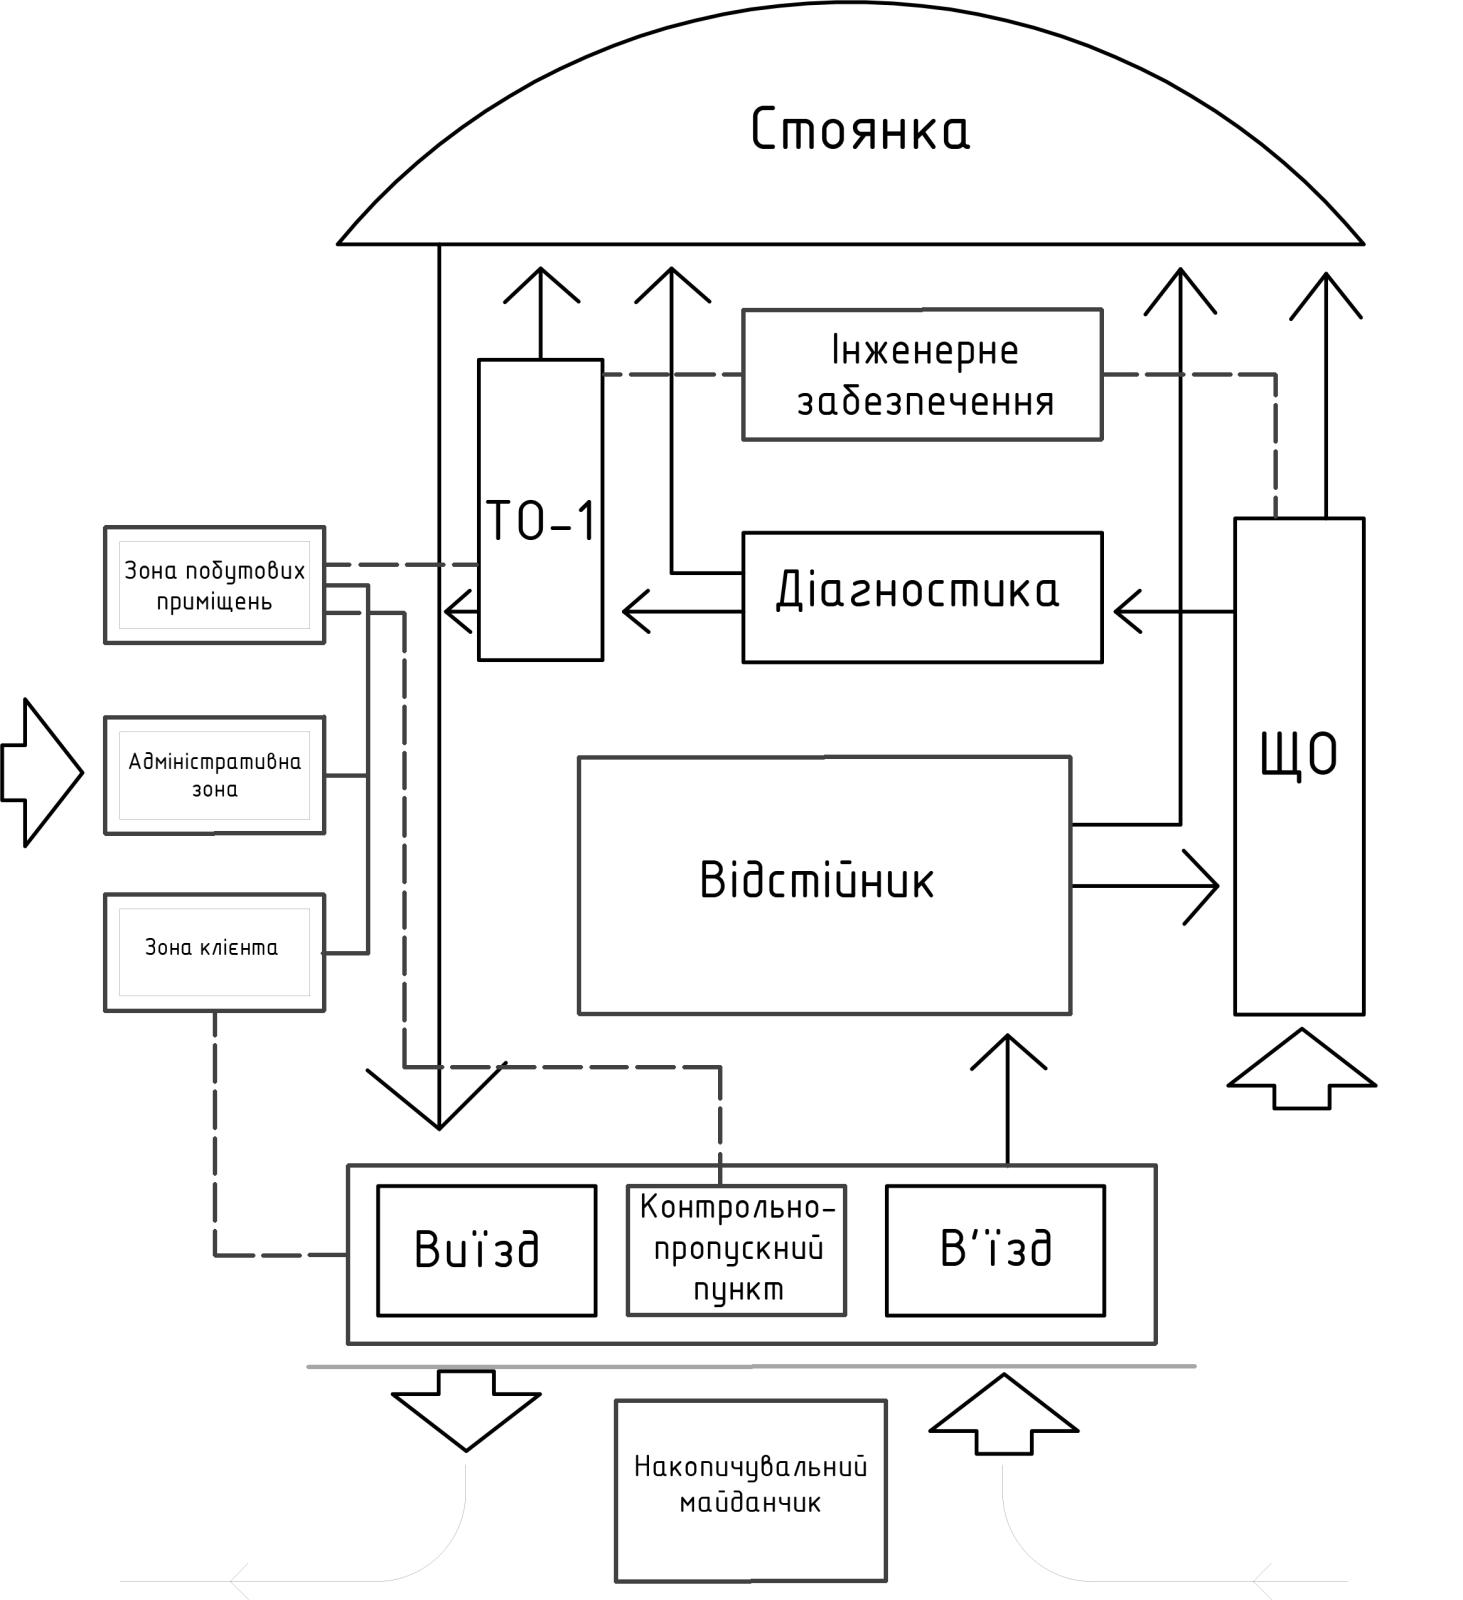 Стоянка
Інженерне
забезпечення
ТО-1
Зона побутових
приміщень
Діагностика
Адміністративна
зона
ЩО
Відстійник
Зона клієнта
Виїзд
Контрольно-
пропускний
пункт
В'їзд
Накопичувальний
майданчик